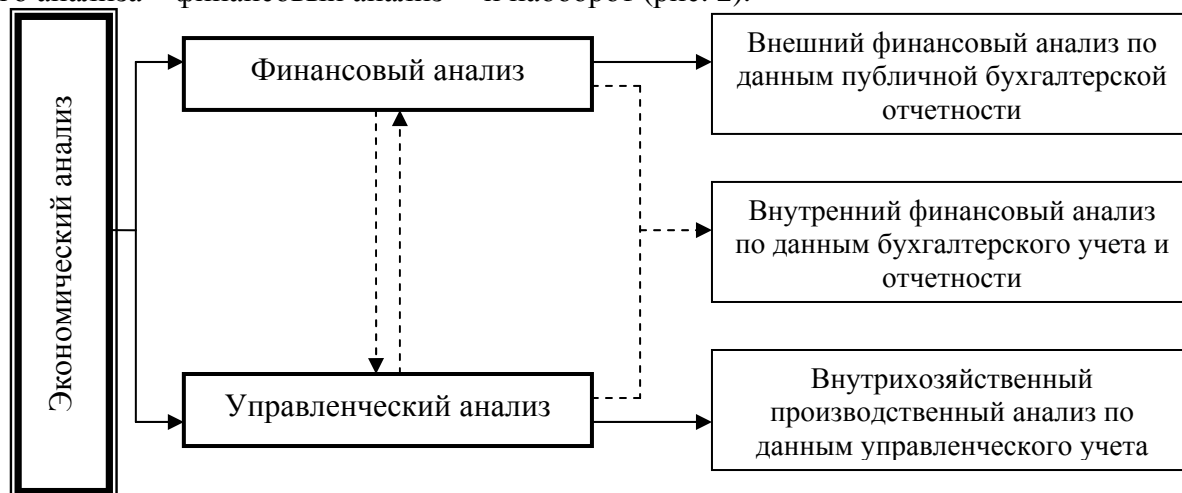 анализа – финансовый анализ – и наоборот (рис. 2).
Экономический анализ
Финансовый анализ
Управленческий анализ
Внешний финансовый анализ по
данным публичной бухгалтерской
отчетности
Внутренний финансовый анализ
по данным бухгалтерского учета и
отчетности
Внутрихозяйственный
производственный анализ по
данным управленческого учета